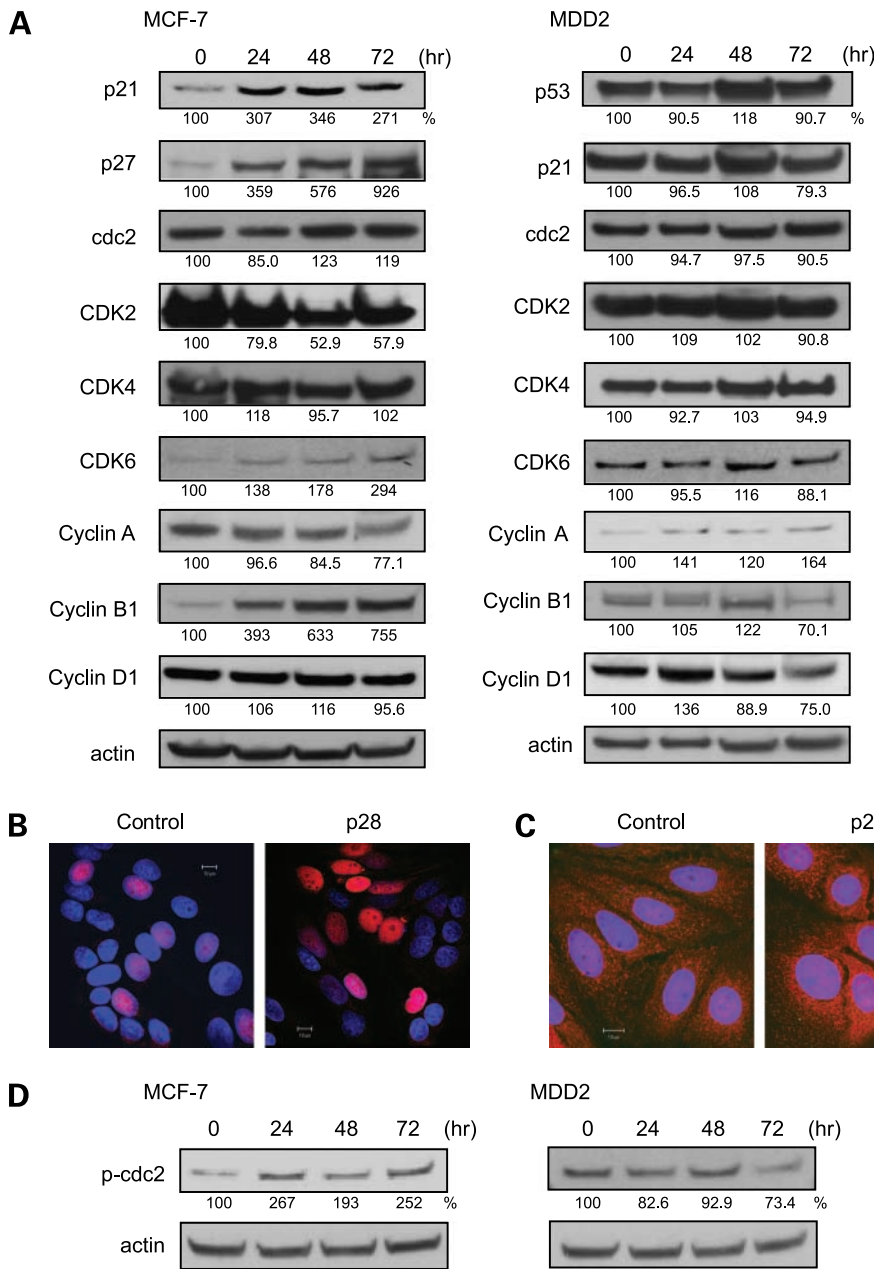 A
MCF-7
0 24 48 72 (hr)
p21
100 307 346 271 %
p27
100 359 576 926
cdc2
100 85.0 123 119
CDK2
100 79.8 52.9 57.9
CDK4
100 118 95.7 102
CDK6
100 138 178 294
Cyclin A
100 96.6 84.5 77.1
Cyclin B1
100 393 633 755
Cyclin D1
100 106 116 95.6
actin
MDD2
0 24 48 72 (hr)
p53
100 90.5 118 90.7 %
p21
100 96.5 108 79.3
cdc2
100 94.7 97.5 90.5
CDK2
100 109 102 90.8
CDK4
100 92.7 103 94.9
CDK6
100 95.5 116 88.1
Cyclin A
100 141 120 164
Cyclin B1
100 105 122 70.1
Cyclin D1
100 136 88.9 75.0
actin
B
Control p28
C
Control p2
D
MCF-7
0 24 48 72 (hr)
p-cdc2
100 267 193 252 %
actin
MDD2
0 24 48 72 (hr)
100 82.6 92.9 73.4 %